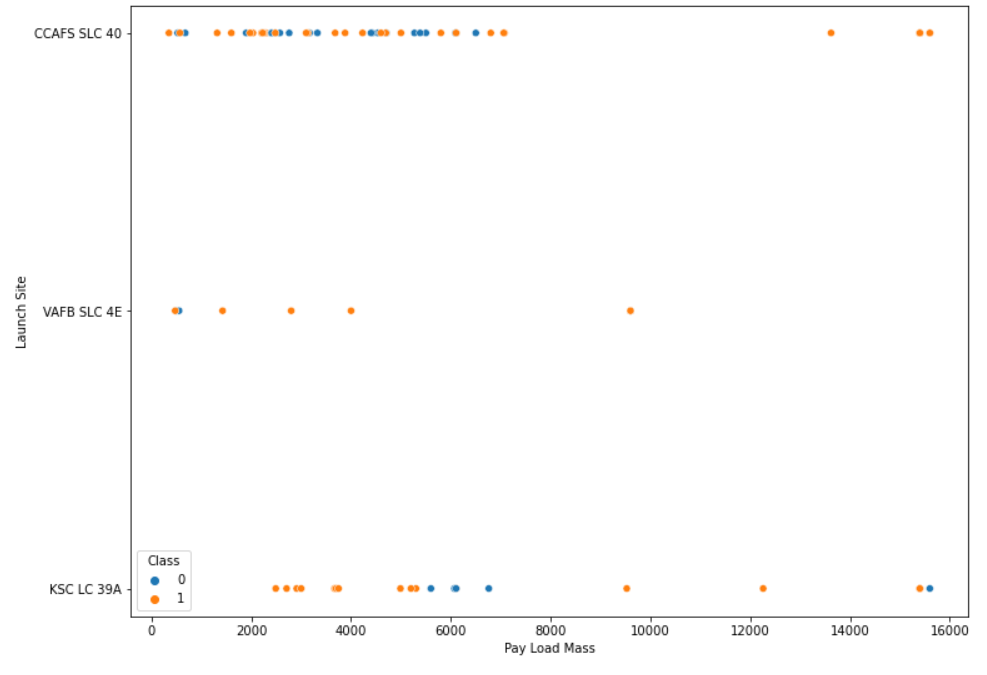 CCAFS SLC 40
VAFB SLC 4E
KSC LC 39A
Launch Site
Class
0
1
0 2000 4000 6000 8000 10000 12000 14000 16000
Pay Load Mass